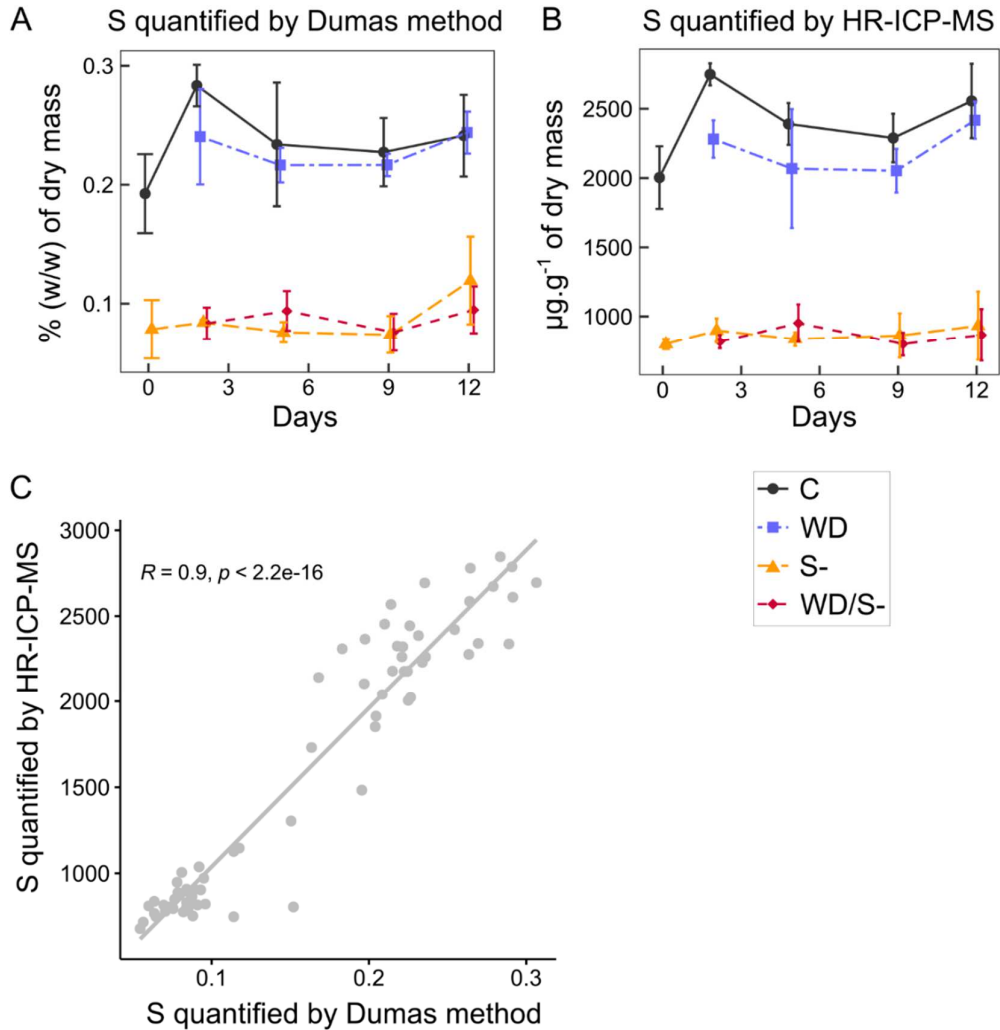 A
S quantified by Dumas method
% (w/w) of dry mass
0.3
0.2
0.1
0
3
6
9
12
Days
B
S quantified by HR-ICP-MS
µg.g⁻¹ of dry mass
2500
2000
1500
1000
0
3
6
9
12
Days
C
S quantified by HR-ICP-MS
3000
2500
2000
1500
1000
R = 0.9, p < 2.2e-16
0.1
0.2
0.3
S quantified by Dumas method
C
WD
S-
WD/S-